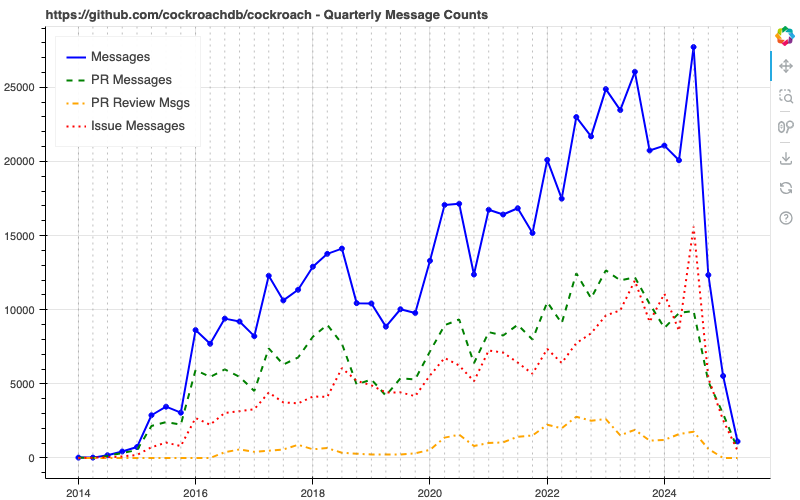 https://github.com/cockroachdb/cockroach - Quarterly Message Counts
Messages
PR Messages
PR Review Msgs
Issue Messages
25000
20000
15000
10000
5000
0
2014 2016 2018 2020 2022 2024